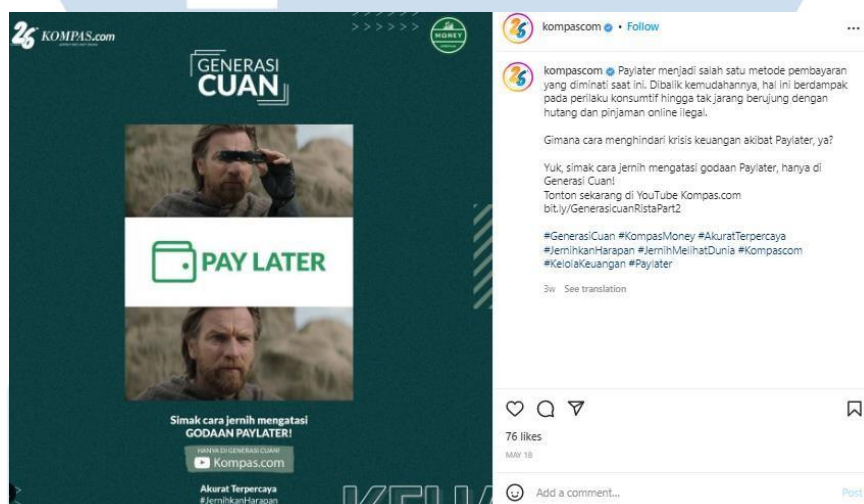 26 KOMPAS.com
> > > > > >
MONEY
GENERASI
CUAN
PAY LATER
Simak cara jernih mengatasi
GODAAN PAYLATER!
HANYA DI GENERASI CUAN!
Kompas.com
Akurat Terpercaya
#JernihkanHarapan
kompascom • Follow
kompascom Paylater menjadi salah satu metode pembayaran
yang diminati saat ini. Dibalik kemudahannya, hal ini berdampak
pada perilaku konsumtif hingga tak jarang berujung dengan
hutang dan pinjaman online ilegal.
Gimana cara menghindari krisis keuangan akibat Paylater, ya?
Yuk, simak cara jernih mengatasi godaan Paylater, hanya di
Generasi Cuan!
Tonton sekarang di YouTube Kompas.com
bit.ly/GenerasicuanRistaPart2
#GenerasiCuan #KompasMoney #AkuratTerpercaya
#JernihkanHarapan #JernihMelihatDunia #Kompascom
#KelolaKeuangan #Paylater
3w See translation
76 likes
MAY 18
Add a comment...
Post